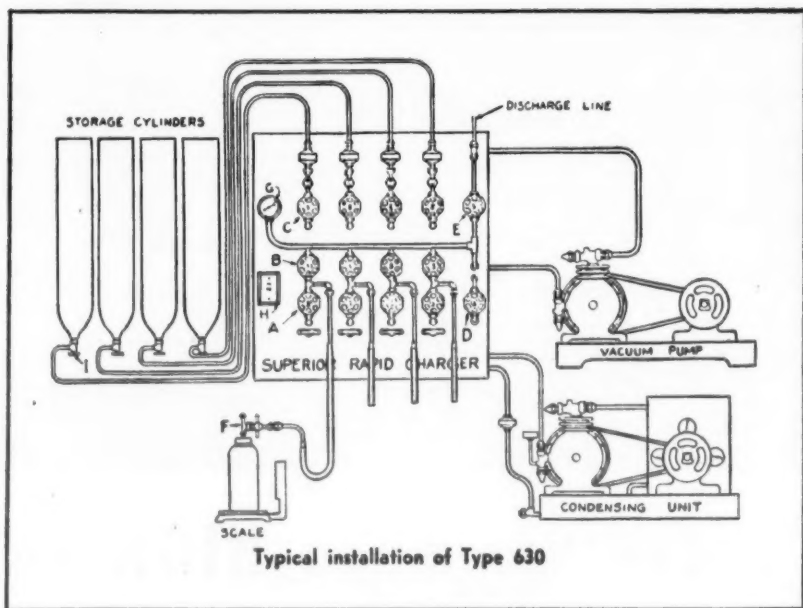 STORAGE CYLINDERS
DISCHARGE LINE
G
C
E
B
H
A
D
I
SUPERIOR RAPID CHARGER
VACUUM PUMP
F
SCALE
CONDENSING UNIT
Typical installation of Type 630